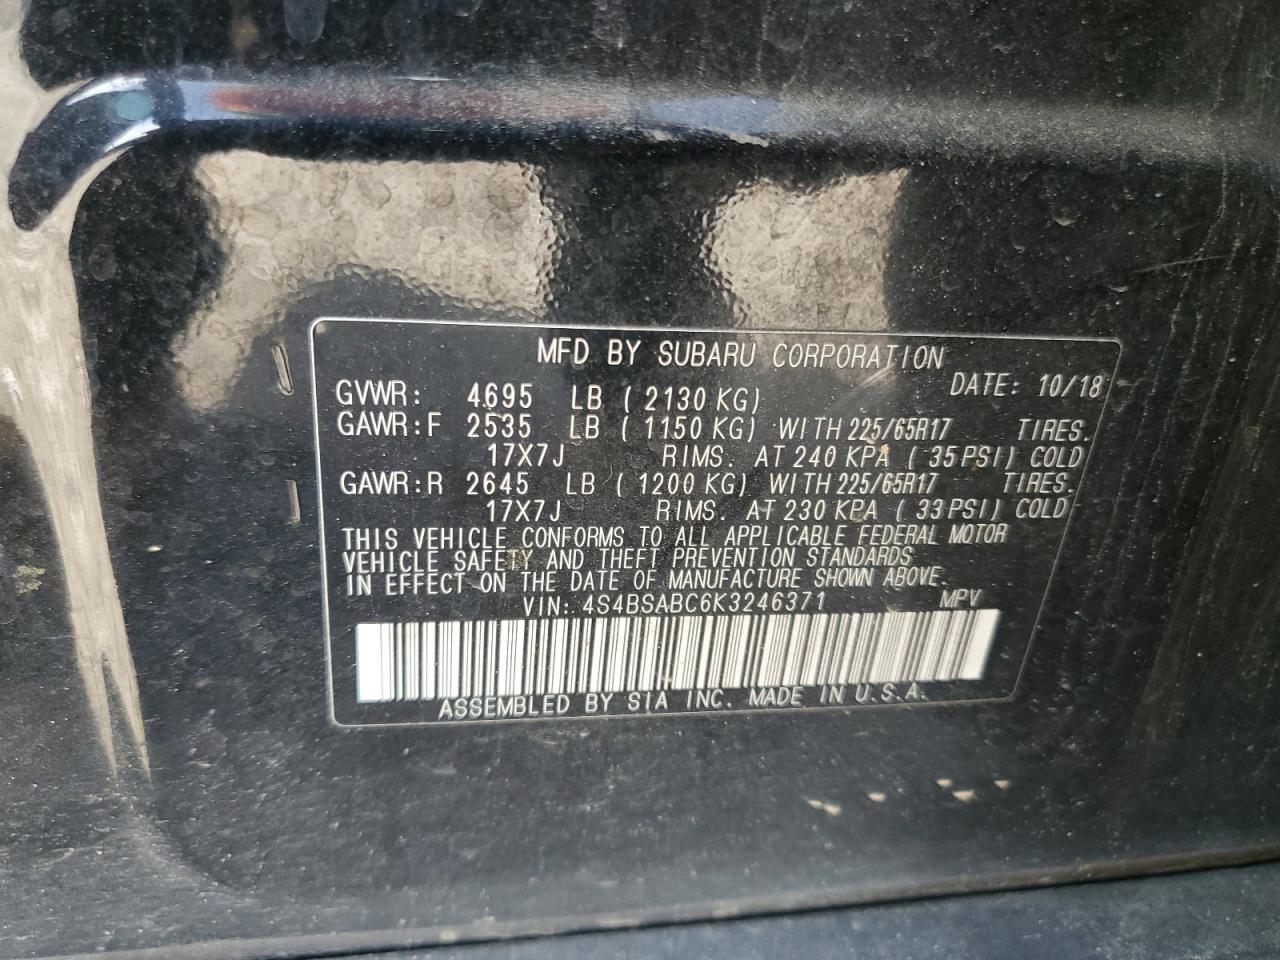 MFD BY SUBARU CORPORATION
DATE: 10/18
GVWR: 4695 LB (2130 KG)
GAWR:F 2535 LB (1150 KG) WITH 225/65R17 TIRES.
17X7J RIMS. AT 240 KPA (35 PSI) COLD
GAWR:R 2645 LB (1200 KG) WITH 225/65R17 TIRES.
17X7J RIMS. AT 230 KPA (33 PSI) COLD
THIS VEHICLE CONFORMS TO ALL APPLICABLE FEDERAL MOTOR
VEHICLE SAFETY AND THEFT PREVENTION STANDARDS
IN EFFECT ON THE DATE OF MANUFACTURE SHOWN ABOVE.
VIN: 4S4BSABC6K3246371 MPV
ASSEMBLED BY SIA INC. MADE IN U.S.A.